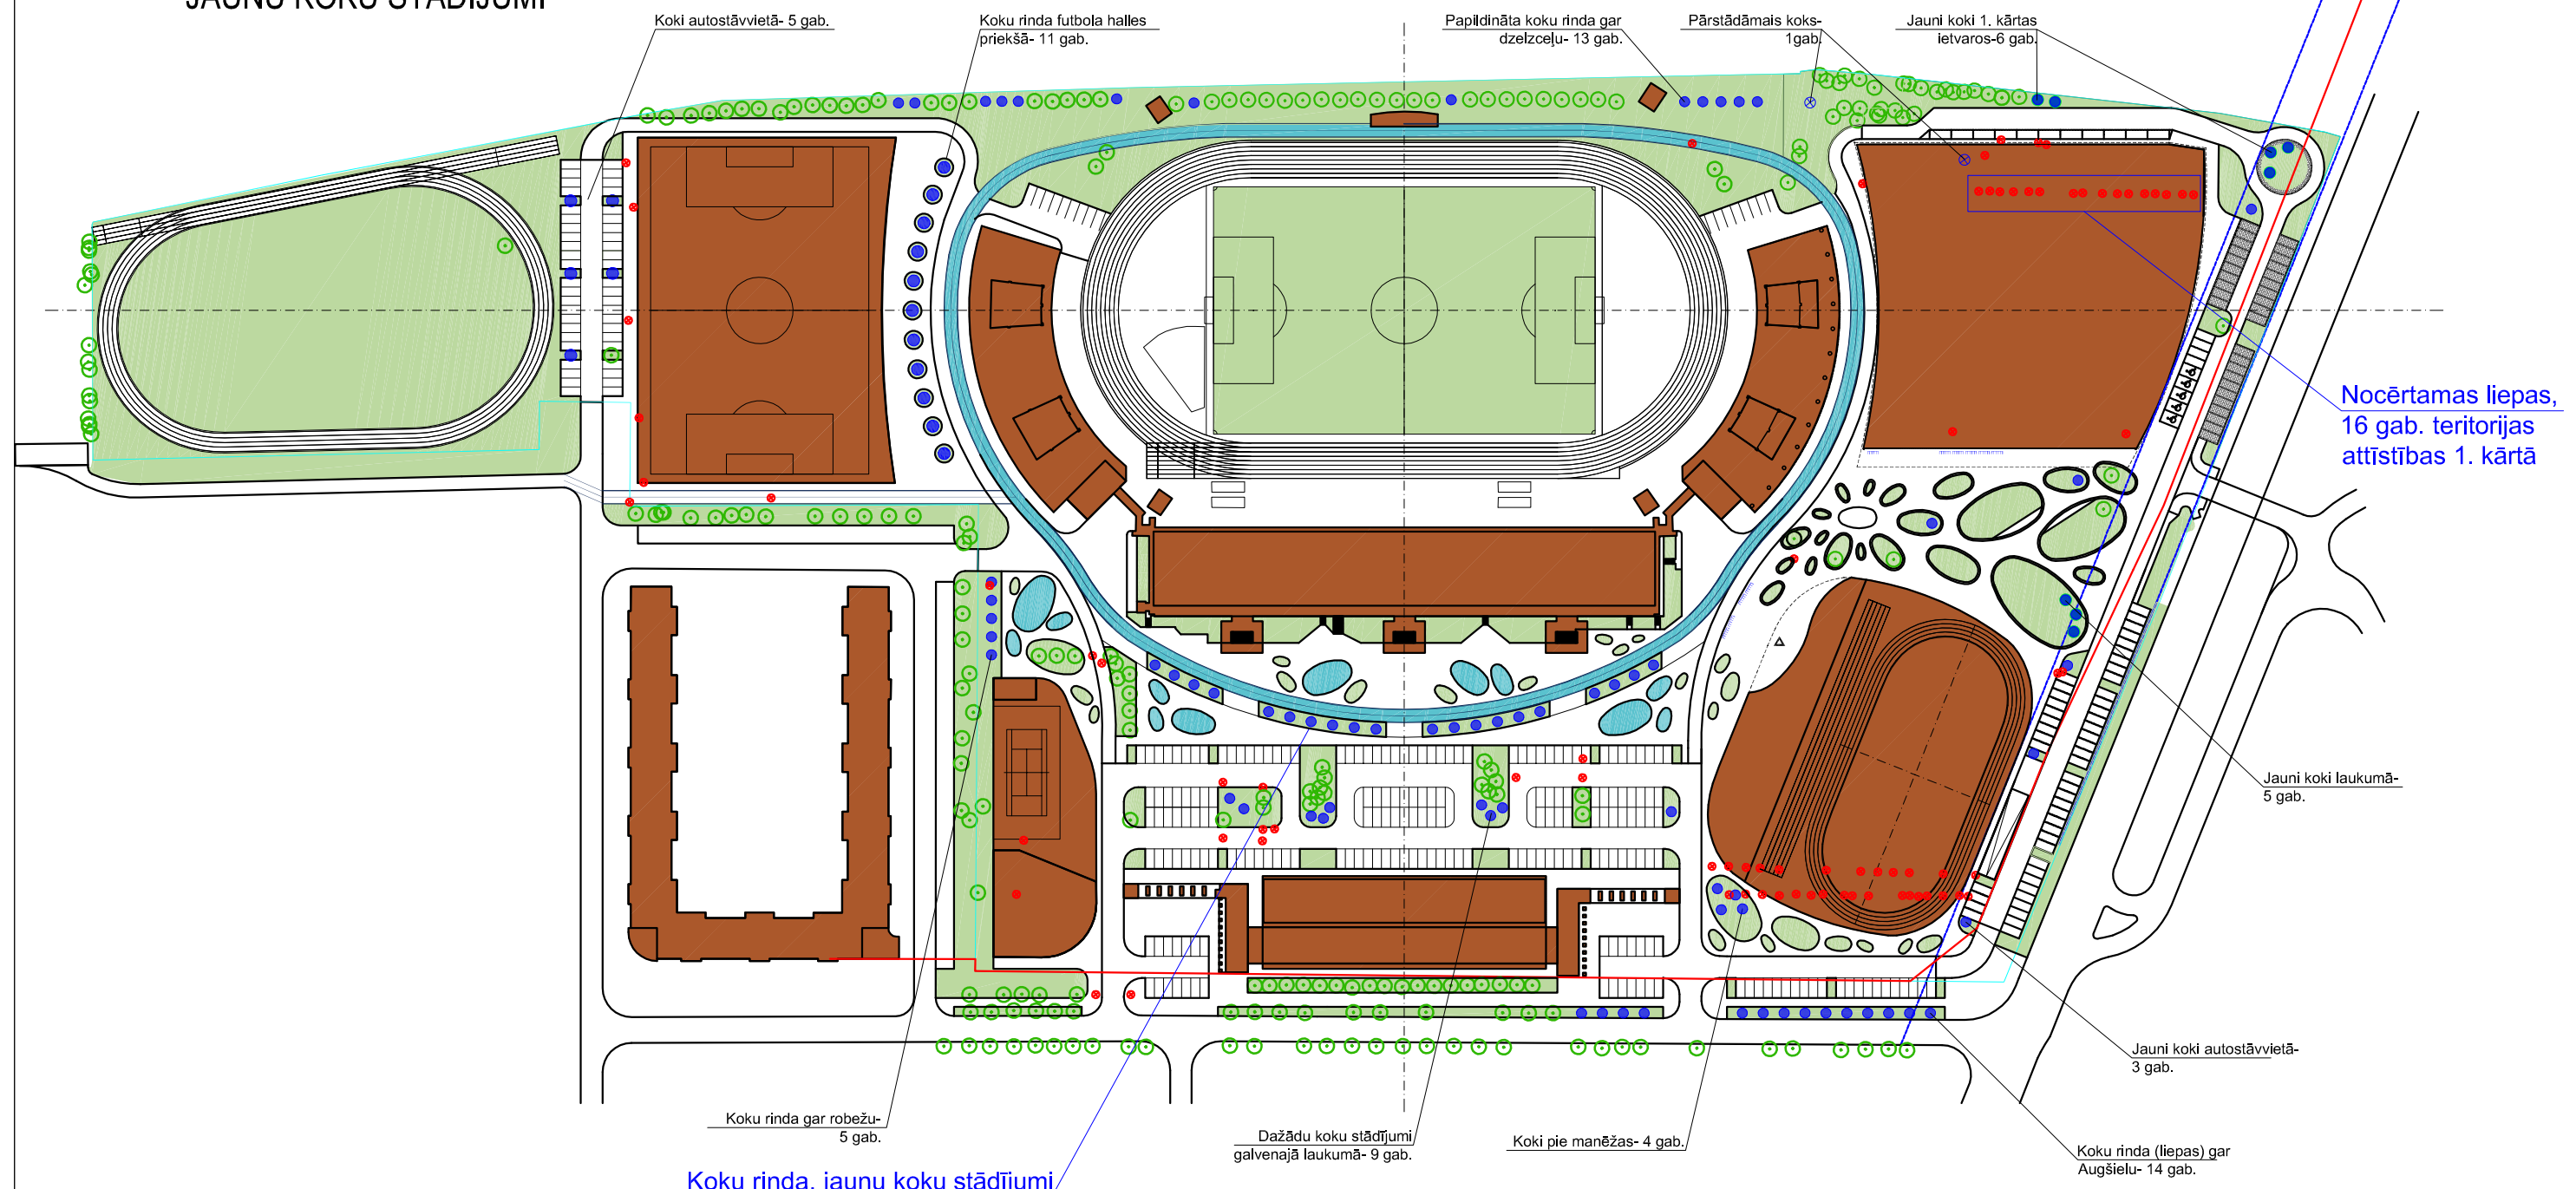 JAUNU KOKU STĀDĪJUMI
Koki autostāvvietā- 5 gab.
Koku rinda futbola halles
priekšā- 11 gab.
Papildināta koku rinda gar
dzelzceļu- 13 gab.
Pārstādāmais koks-
1gab.
Jauni koki 1. kārtas
ietvaros-6 gab.
Nocērtamas liepas,
16 gab. teritorijas
attīstības 1. kārtā
Jauni koki laukumā-
5 gab.
Jauni koki autostāvvietā-
3 gab.
Koku rinda gar robežu-
5 gab.
Dažādu koku stādījumi
galvenajā laukumā- 9 gab.
Koki pie manēžas- 4 gab.
Koku rinda (liepas) gar
Augšielu- 14 gab.
Koku rinda, jaunu koku stādījumi